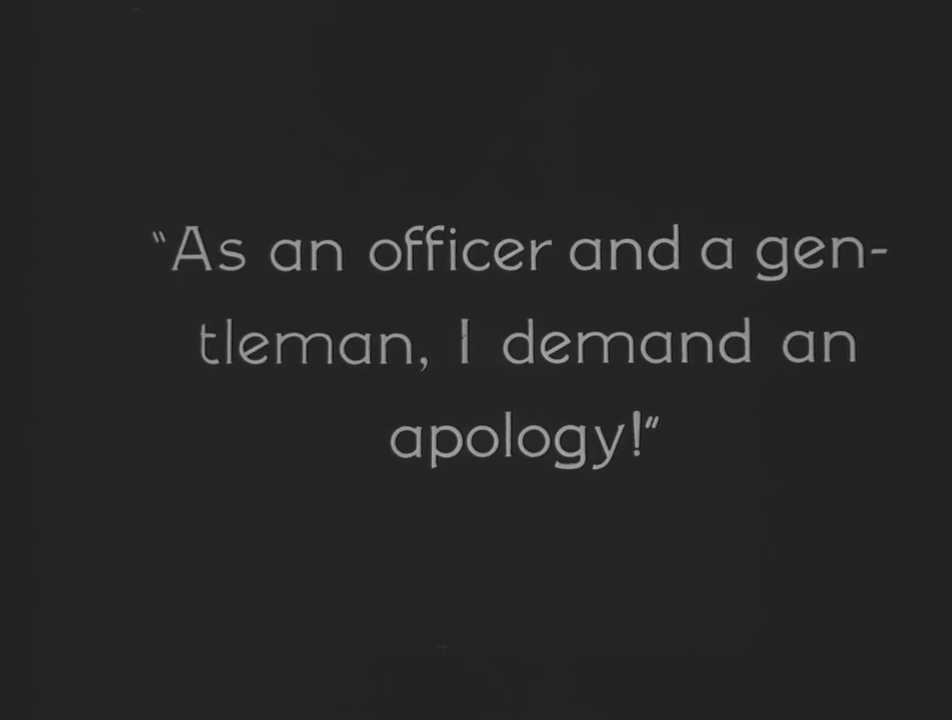 "As an officer and a gen-
tleman, I demand an
apology!"